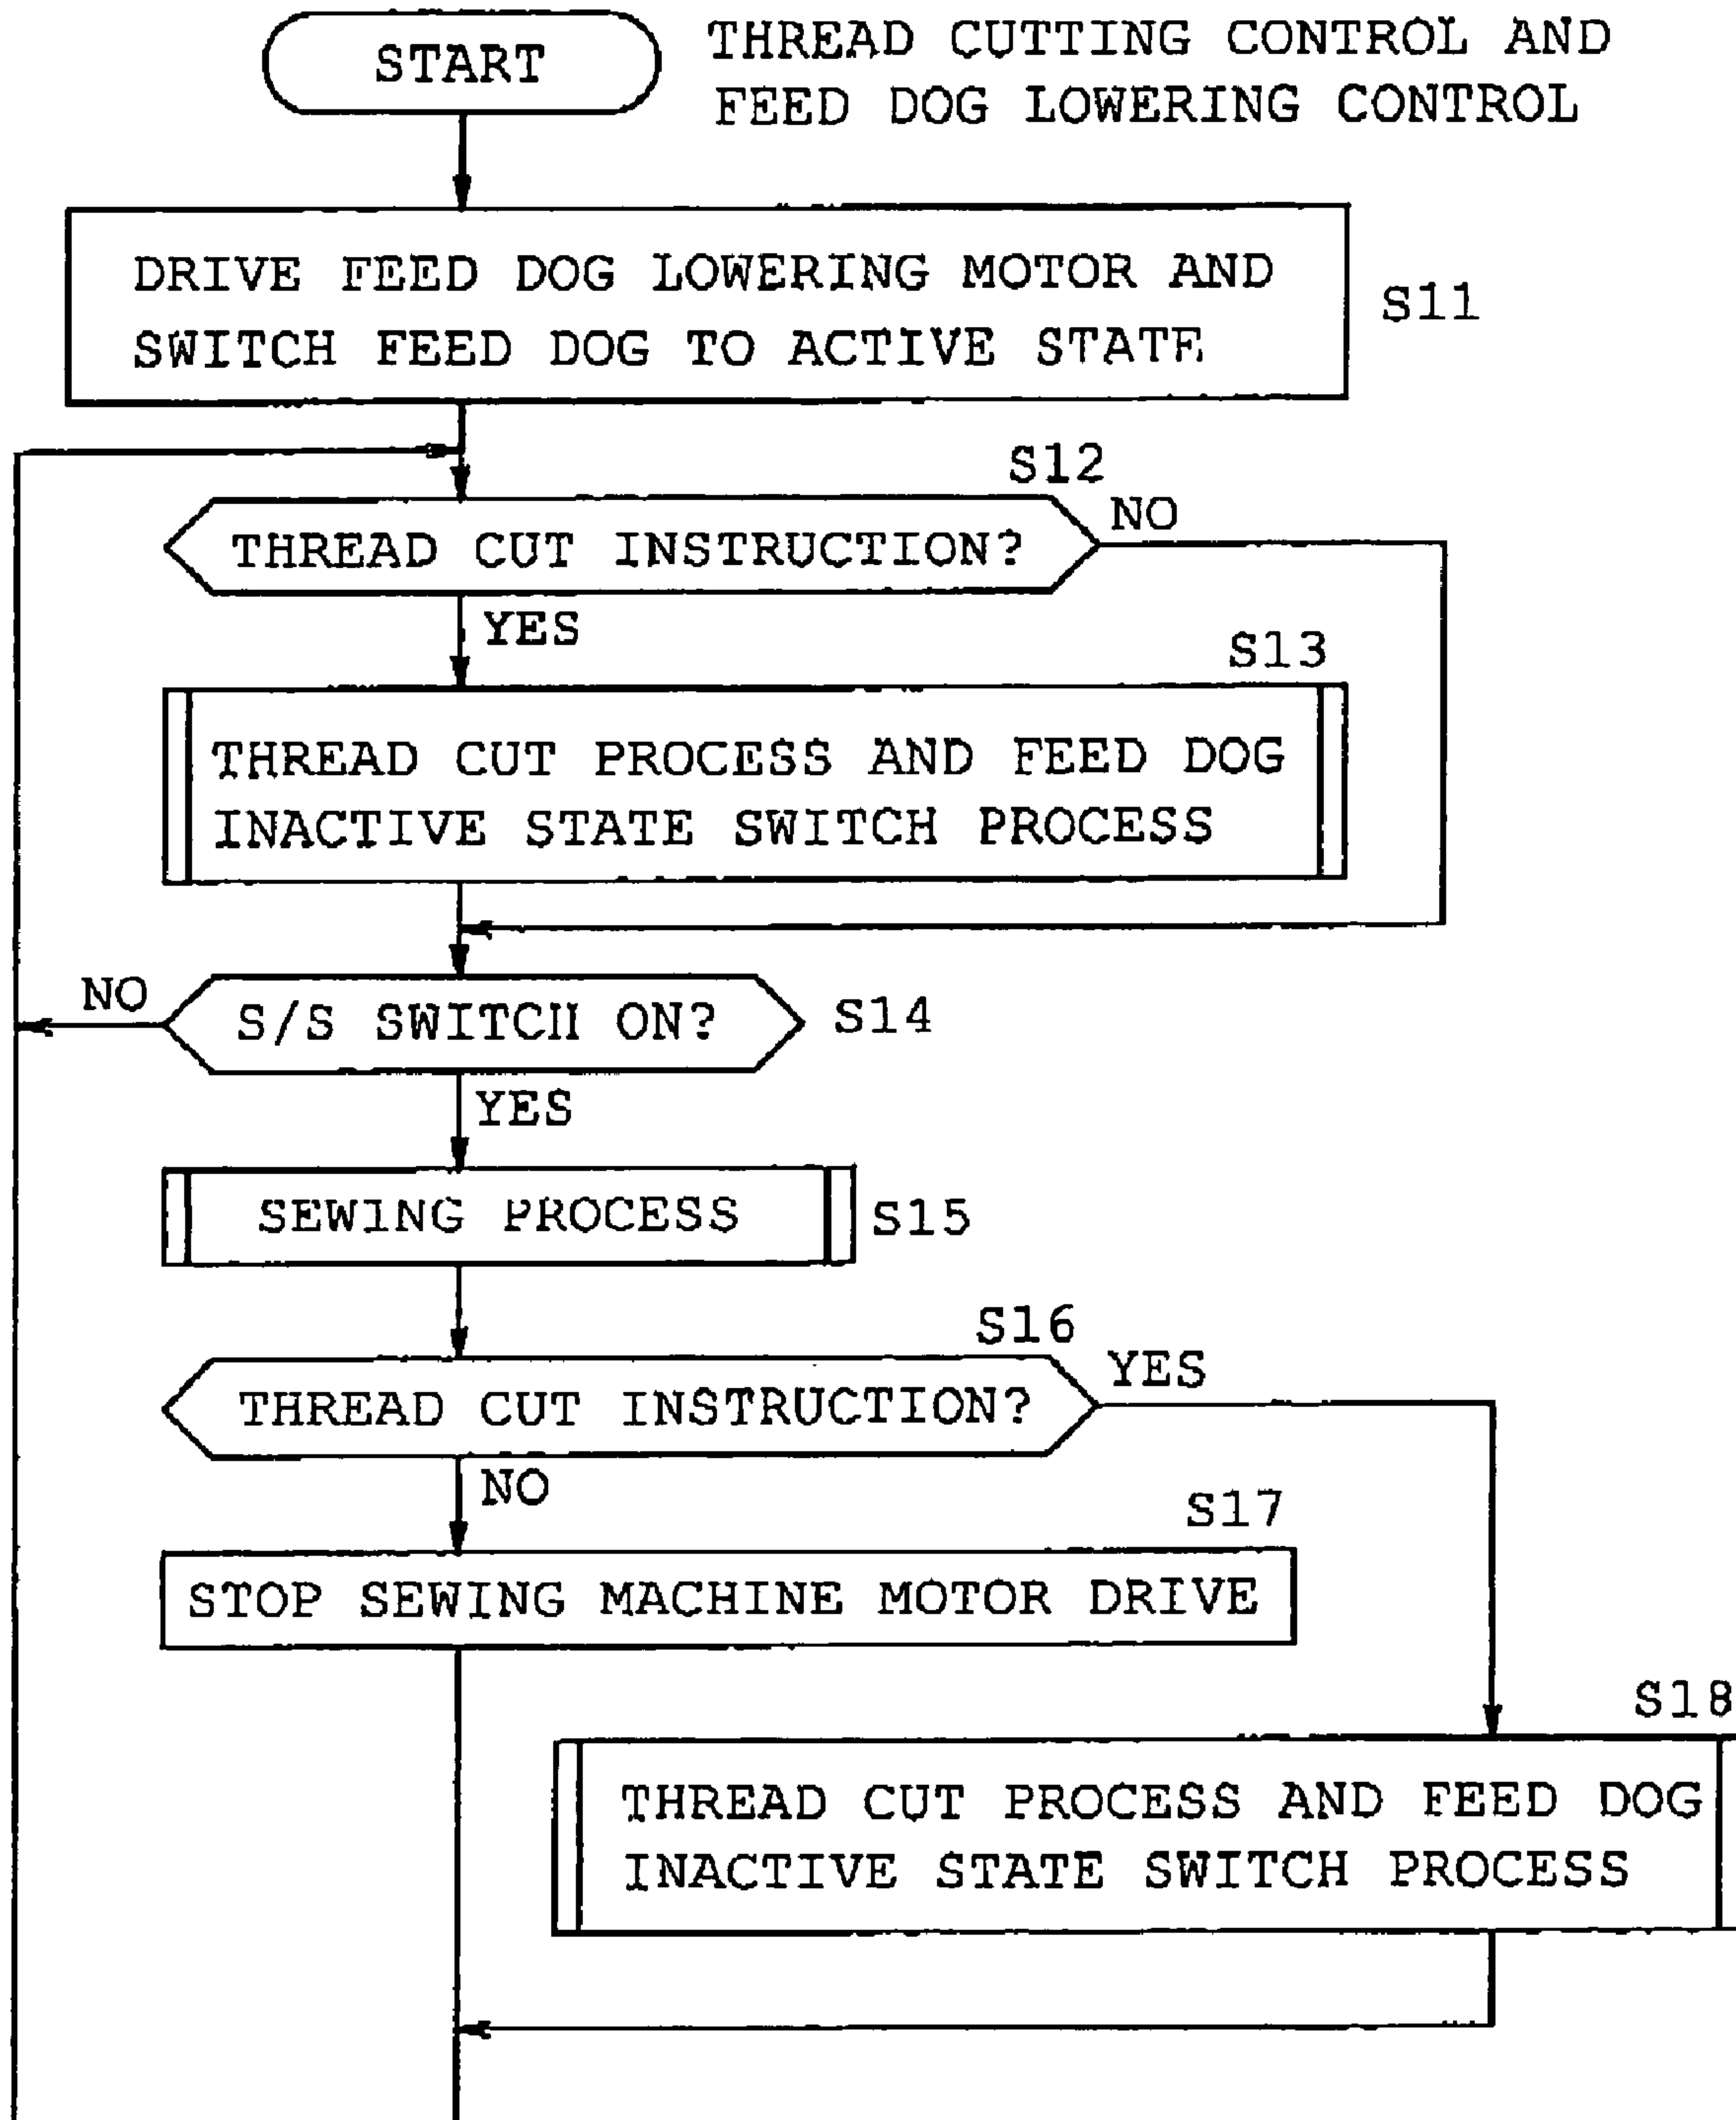 START
THREAD CUTTING CONTROL AND
FEED DOG LOWERING CONTROL
DRIVE FEED DOG LOWERING MOTOR AND
SWITCH FEED DOG TO ACTIVE STATE
S11
S12
THREAD CUT INSTRUCTION?
NO
YES
S13
THREAD CUT PROCESS AND FEED DOG
INACTIVE STATE SWITCH PROCESS
NO
S/S SWITCH ON?
S14
YES
SEWING PROCESS
S15
S16
THREAD CUT INSTRUCTION?
YES
NO
S17
STOP SEWING MACHINE MOTOR DRIVE
S18
THREAD CUT PROCESS AND FEED DOG
INACTIVE STATE SWITCH PROCESS